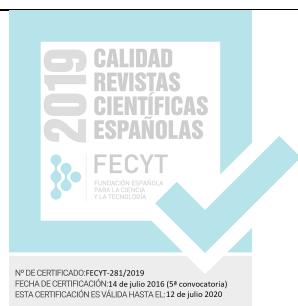 2019
CALIDAD
REVISTAS
CIENTÍFICAS
ESPAÑOLAS
FECYT
FUNDACIÓN ESPAÑOLA
PARA LA CIENCIA
Y LA TECNOLOGÍA
Nº DE CERTIFICADO:FECYT-281/2019
FECHA DE CERTIFICACIÓN:14 de julio 2016 (5ª convocatoria)
ESTA CERTIFICACIÓN ES VÁLIDA HASTA EL:12 de julio 2020